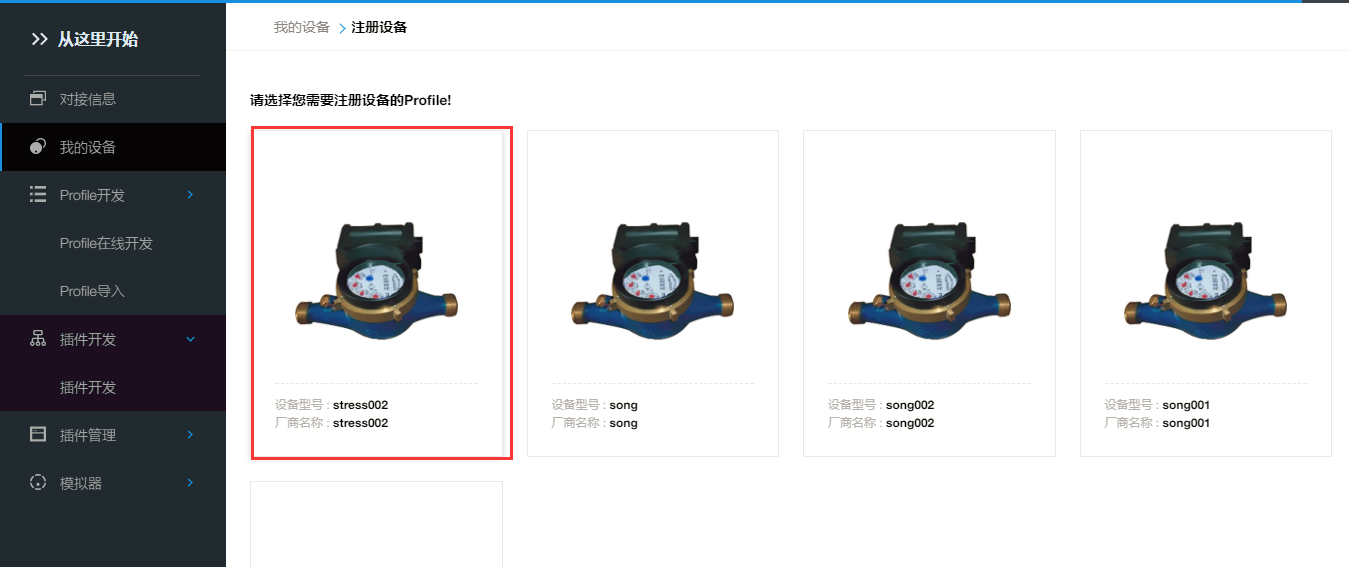 从这里开始
对接信息
我的设备
Profile开发
Profile在线开发
Profile导入
插件开发
插件开发
插件管理
模拟器
我的设备 > 注册设备
请选择您需要注册设备的Profile!
设备型号 : stress002
厂商名称 : stress002
设备型号 : song
厂商名称 : song
设备型号 : song002
厂商名称 : song002
设备型号 : song001
厂商名称 : song001